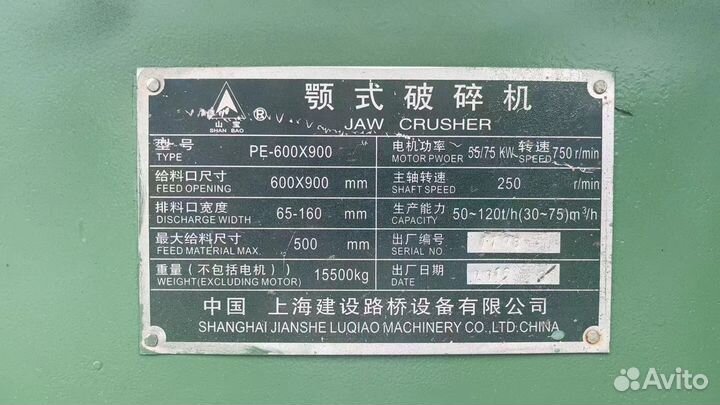 山宝
SHAN BAO
®
颚式破碎机
JAW CRUSHER
型号 PE-600X900
TYPE
给料口尺寸 600X900 mm
FEED OPENING
排料口宽度 65-160 mm
DISCHARGE WIDTH
最大给料尺寸 500 mm
FEED MATERIAL MAX.
重量(不包括电机) 15500kg
WEIGHT(EXCLUDING MOTOR)
电机功率 55/75 KW 转速 750 r/min
MOTOR PWOER SPEED
主轴转速 250 r/min
SHAFT SPEED
生产能力 50~120t/h(30~75)m³/h
CAPACITY
出厂编号
SERIAL NO.
出厂日期
DATE
中国 上海建设路桥设备有限公司
SHANGHAI JIANSHE LUQIAO MACHINERY CO.,LTD.CHINA
Avito